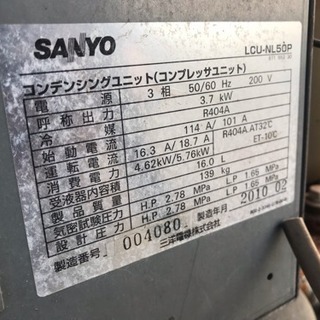 SANYO
LCU-NL50P
コンデンシングユニット(コンプレッサユニット)
電源 3相 50/60 Hz 200 V
呼称出力 3.7 kW
冷媒 R404A
始動電流 114 A/ 101 A
運転電流 16.3 A/ 18.7 A R404A.AT32℃
消費電力 4.62kW/5.76kW ET-10℃
受液器内容積 16.0 L
製品質量 139 kg
気密試験圧力 H.P 2.78 MPa L P 1.65 MPa
設計圧力 H.P. 2.78 MPa L.P. 1.65 MPa
製造番号 004080 製造年月 2010 02
三洋電機株式会社